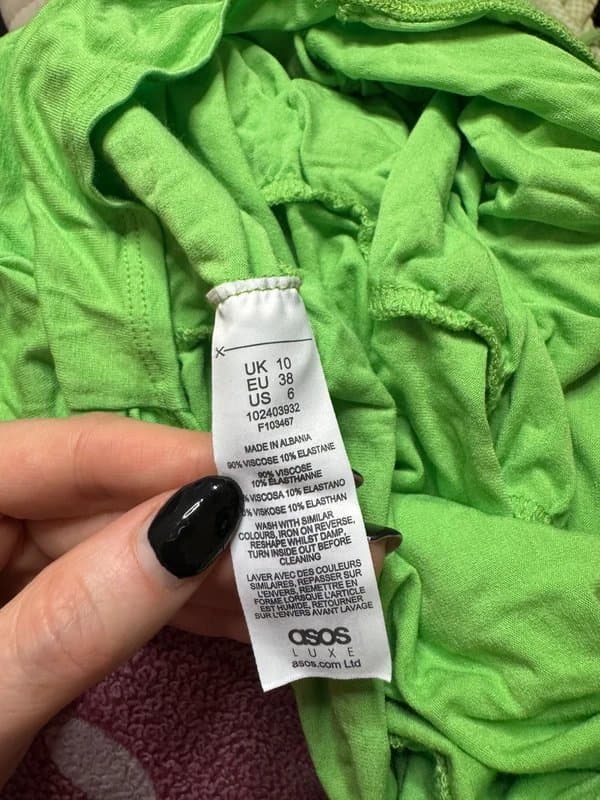 UK 10
EU 38
US 6
102403932
F103467
MADE IN ALBANIA
90% VISCOSE 10% ELASTANE
90% VISCOSE
10% ELASTHANNE
% VISCOSA 10% ELASTANO
% VISKOSE 10% ELASTHAN
WASH WITH SIMILAR
COLOURS, IRON ON REVERSE,
RESHAPE WHILST DAMP,
TURN INSIDE OUT BEFORE
CLEANING
LAVER AVEC DES COULEURS
SIMILAIRES, REPASSER SUR
L'ENVERS, REMETTRE EN
FORME LORSQUE L'ARTICLE
EST HUMIDE, RETOURNER
SUR L'ENVERS AVANT LAVAGE
asos
LUXE
asos.com Ltd